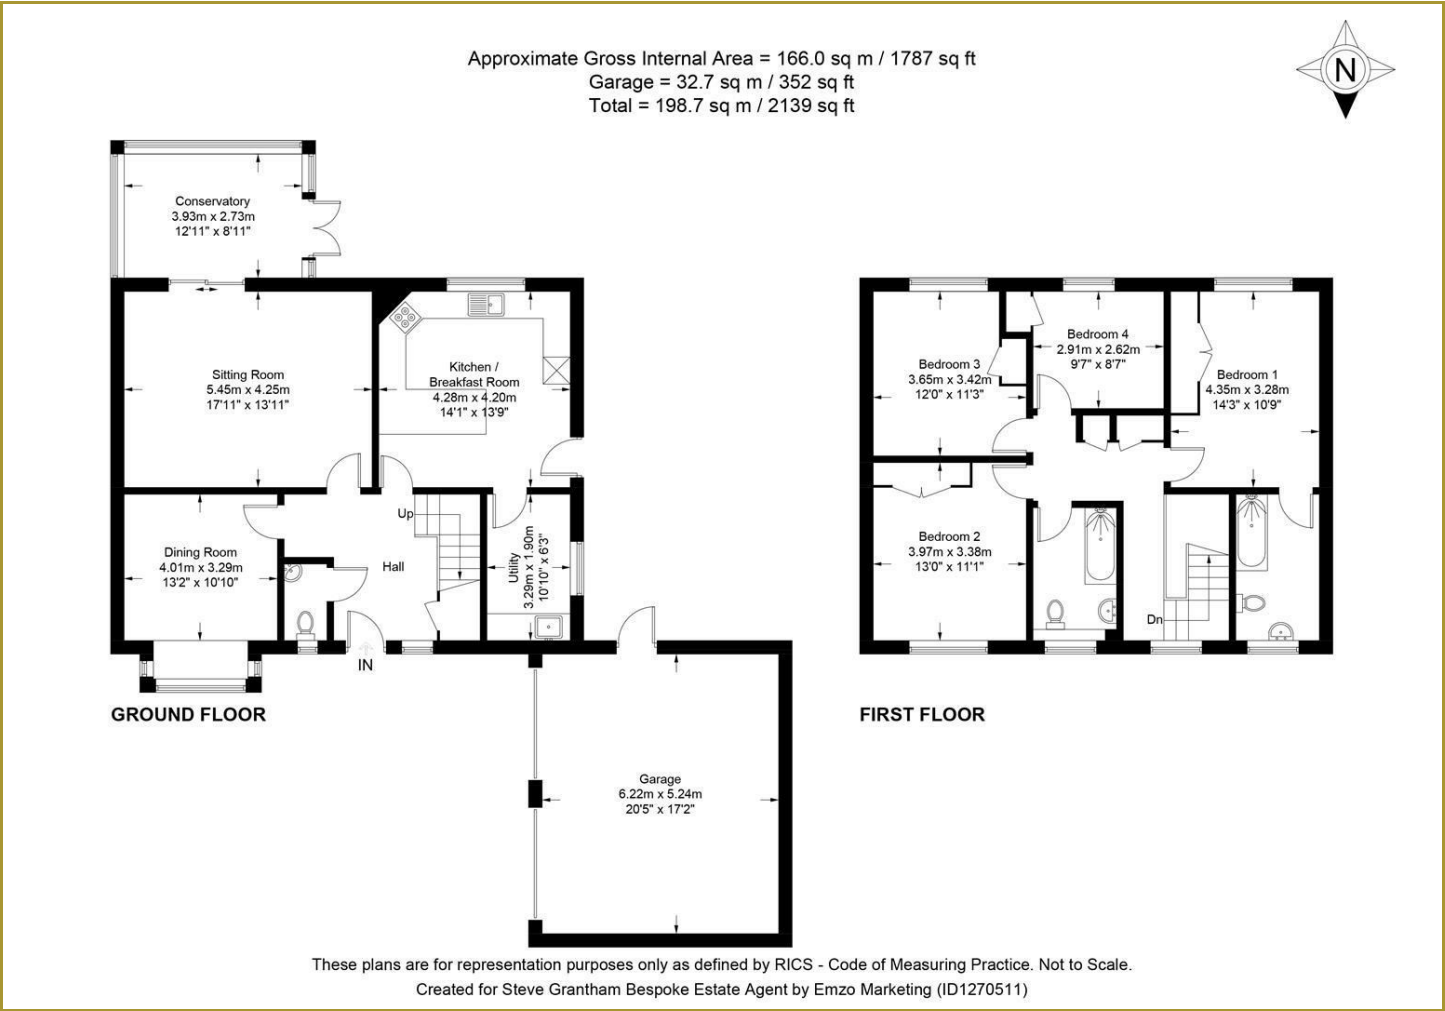 Approximate Gross Internal Area = 166.0 sq m / 1787 sq ft
Garage = 32.7 sq m / 352 sq ft
Total = 198.7 sq m / 2139 sq ft
N
Conservatory
3.93m x 2.73m
12'11" x 8'11"
Sitting Room
5.45m x 4.25m
17'11" x 13'11"
Kitchen /
Breakfast Room
4.28m x 4.20m
14'1" x 13'9"
Dining Room
4.01m x 3.29m
13'2" x 10'10"
Up
Hall
Utility
3.29m x 1.90m
10'10" x 6'3"
IN
GROUND FLOOR
Garage
6.22m x 5.24m
20'5" x 17'2"
Bedroom 3
3.65m x 3.42m
12'0" x 11'3"
Bedroom 4
2.91m x 2.62m
9'7" x 8'7"
Bedroom 1
4.35m x 3.28m
14'3" x 10'9"
Bedroom 2
3.97m x 3.38m
13'0" x 11'1"
Dn
FIRST FLOOR
These plans are for representation purposes only as defined by RICS - Code of Measuring Practice. Not to Scale.
Created for Steve Grantham Bespoke Estate Agent by Emzo Marketing (ID1270511)